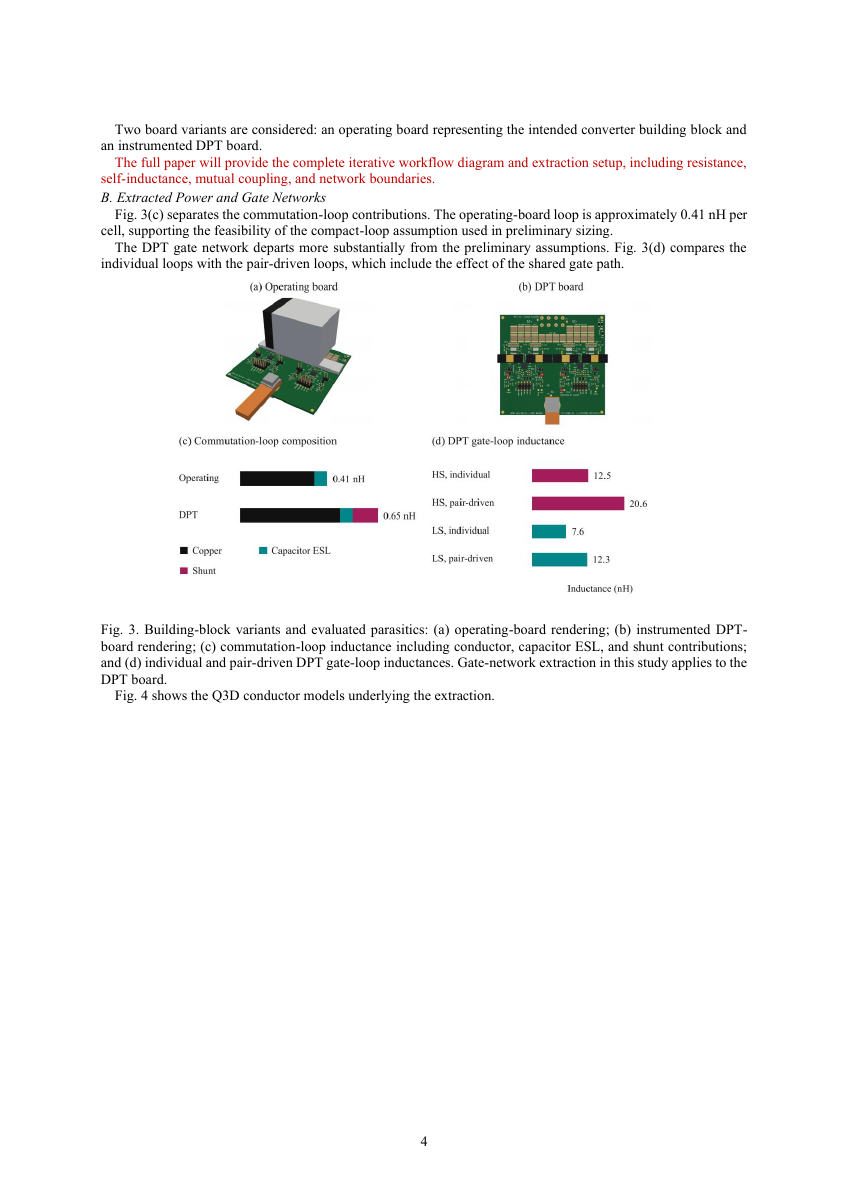 Two board variants are considered: an operating board representing the intended converter building block and
an instrumented DPT board.
The full paper will provide the complete iterative workflow diagram and extraction setup, including resistance,
self-inductance, mutual coupling, and network boundaries.
B. Extracted Power and Gate Networks
Fig. 3(c) separates the commutation-loop contributions. The operating-board loop is approximately 0.41 nH per
cell, supporting the feasibility of the compact-loop assumption used in preliminary sizing.
The DPT gate network departs more substantially from the preliminary assumptions. Fig. 3(d) compares the
individual loops with the pair-driven loops, which include the effect of the shared gate path.
(a) Operating board
(b) DPT board
(c) Commutation-loop composition
Operating
0.41 nH
DPT
0.65 nH
Copper
Capacitor ESL
Shunt
(d) DPT gate-loop inductance
HS, individual
12.5
HS, pair-driven
20.6
LS, individual
7.6
LS, pair-driven
12.3
Inductance (nH)
Fig. 3. Building-block variants and evaluated parasitics: (a) operating-board rendering; (b) instrumented DPT-
board rendering; (c) commutation-loop inductance including conductor, capacitor ESL, and shunt contributions;
and (d) individual and pair-driven DPT gate-loop inductances. Gate-network extraction in this study applies to the
DPT board.
Fig. 4 shows the Q3D conductor models underlying the extraction.
4